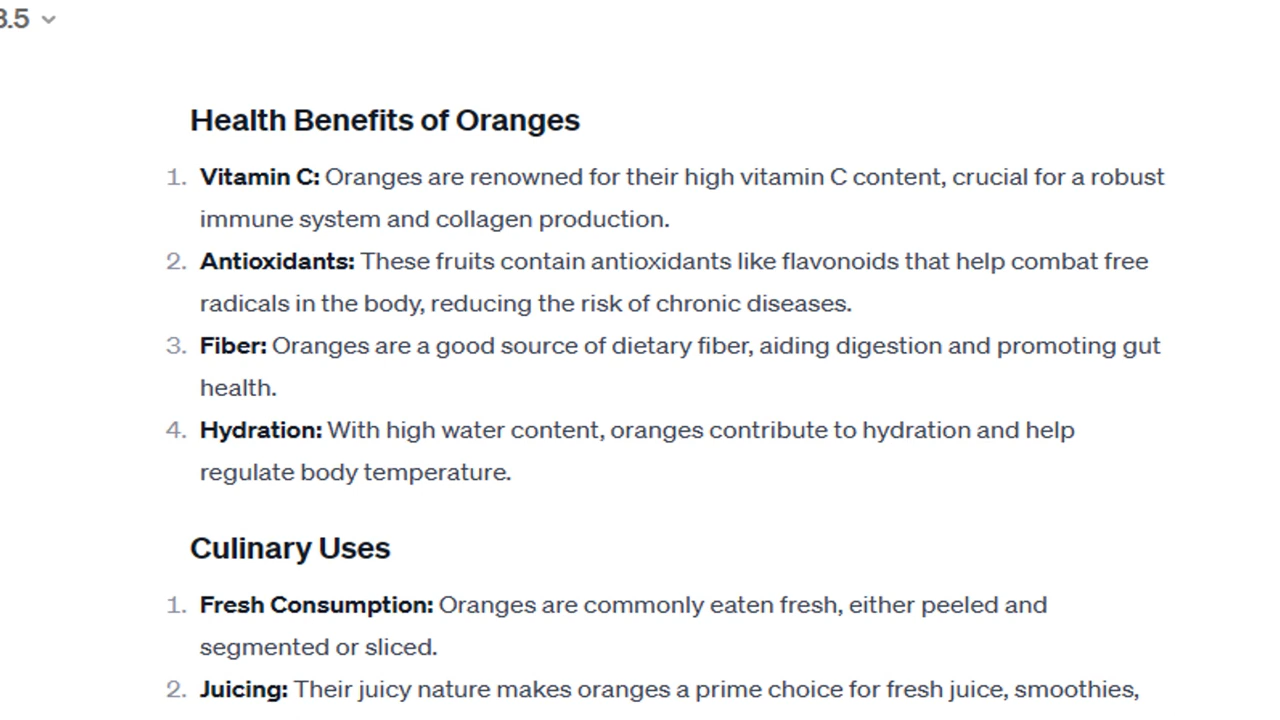 3.5
Health Benefits of Oranges
1. Vitamin C: Oranges are renowned for their high vitamin C content, crucial for a robust
immune system and collagen production.
2. Antioxidants: These fruits contain antioxidants like flavonoids that help combat free
radicals in the body, reducing the risk of chronic diseases.
3. Fiber: Oranges are a good source of dietary fiber, aiding digestion and promoting gut
health.
4. Hydration: With high water content, oranges contribute to hydration and help
regulate body temperature.
Culinary Uses
1. Fresh Consumption: Oranges are commonly eaten fresh, either peeled and
segmented or sliced.
2. Juicing: Their juicy nature makes oranges a prime choice for fresh juice, smoothies,